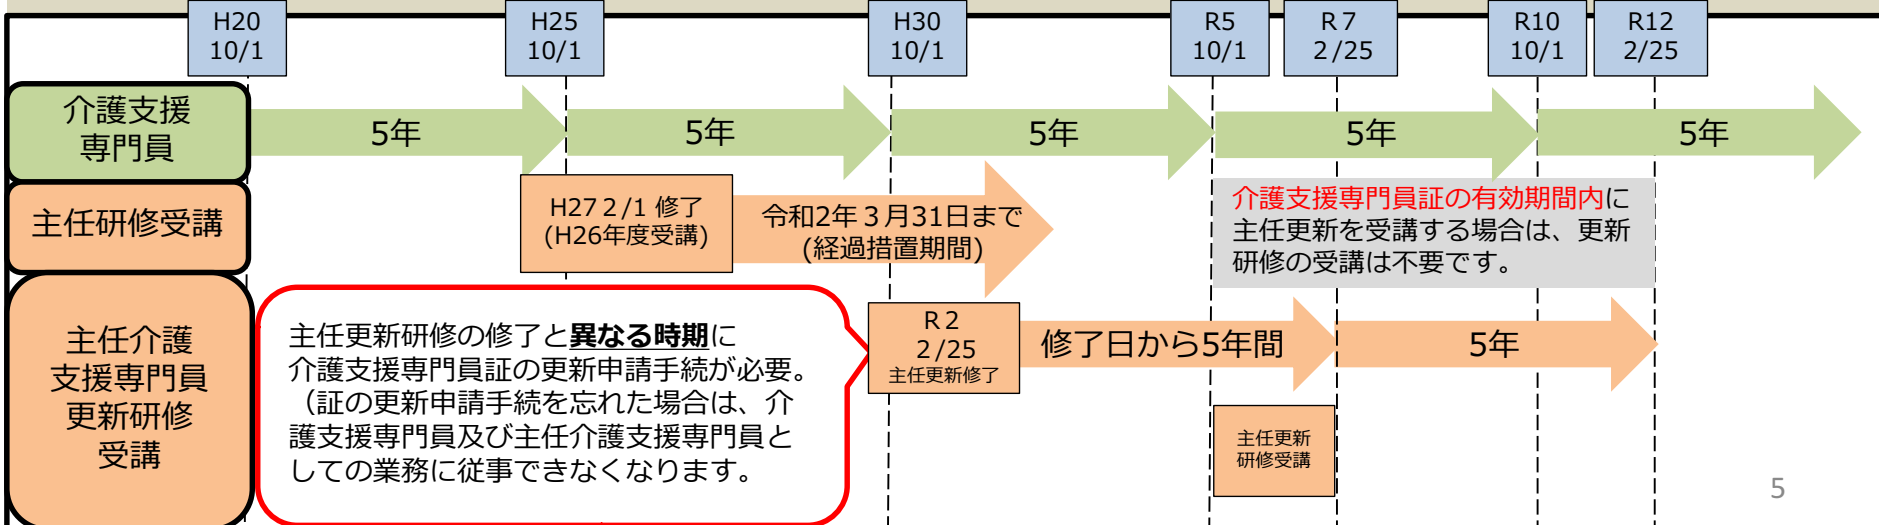 H20
10/1
H25
10/1
H30
10/1
R5
10/1
R７
２/25
R10
10/1
R12
2/25
介護支援
専門員
5年
5年
5年
5年
5年
主任研修受講
H27２/1 修了
(H26年度受講)
令和2年３月31日まで
(経過措置期間)
介護支援専門員証の有効期間内に
主任更新を受講する場合は、更新
研修の受講は不要です。
主任介護
支援専門員
更新研修
受講
主任更新研修の修了と異なる時期に
介護支援専門員証の更新申請手続が必要。
（証の更新申請手続を忘れた場合は、介
護支援専門員及び主任介護支援専門員と
しての業務に従事できなくなります。
R２
２/25
主任更新修了
修了日から5年間
5年
主任更新
研修受講
5